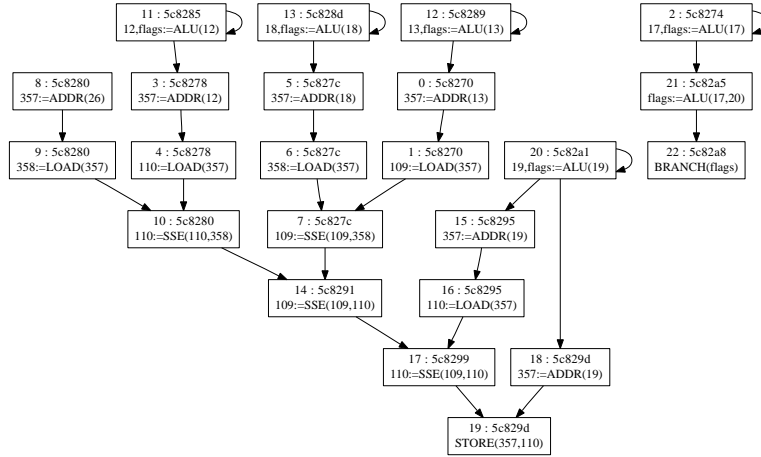 11 : 5c8285
12,flags:=ALU(12)
13 : 5c828d
18,flags:=ALU(18)
12 : 5c8289
13,flags:=ALU(13)
2 : 5c8274
17,flags:=ALU(17)
8 : 5c8280
357:=ADDR(26)
3 : 5c8278
357:=ADDR(12)
5 : 5c827c
357:=ADDR(18)
0 : 5c8270
357:=ADDR(13)
21 : 5c82a5
flags:=ALU(17,20)
9 : 5c8280
358:=LOAD(357)
4 : 5c8278
110:=LOAD(357)
6 : 5c827c
358:=LOAD(357)
1 : 5c8270
109:=LOAD(357)
20 : 5c82a1
19,flags:=ALU(19)
22 : 5c82a8
BRANCH(flags)
10 : 5c8280
110:=SSE(110,358)
7 : 5c827c
109:=SSE(109,358)
15 : 5c8295
357:=ADDR(19)
14 : 5c8291
109:=SSE(109,110)
16 : 5c8295
110:=LOAD(357)
17 : 5c8299
110:=SSE(109,110)
18 : 5c829d
357:=ADDR(19)
19 : 5c829d
STORE(357,110)